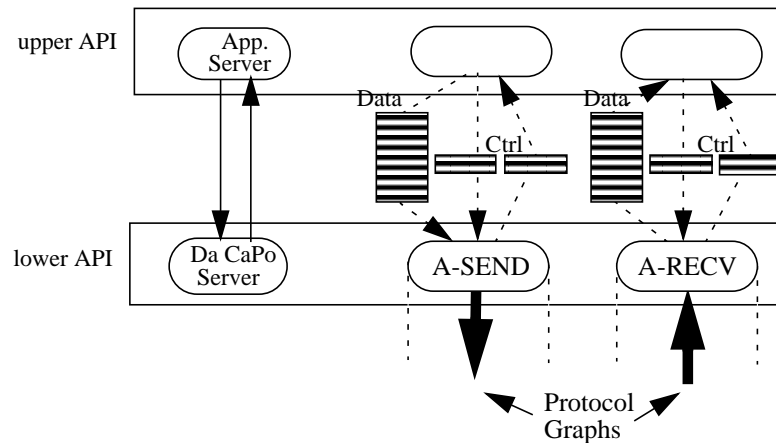 upper API
App.
Server
Data
Ctrl
Data
Ctrl
lower API
Da CaPo
Server
A-SEND
A-RECV
Protocol
Graphs